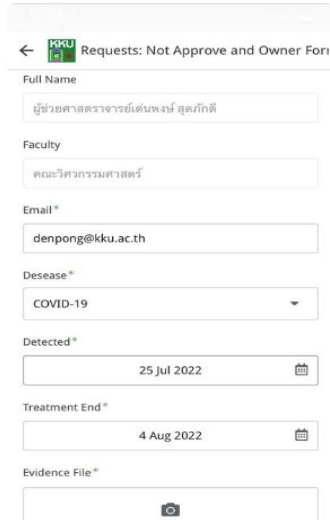 ← KKU Requests: Not Approve and Owner For
Full Name
ผู้ช่วยศาสตราจารย์เด่นพงษ์ สุดภักดี
Faculty
คณะวิศวกรรมศาสตร์
Email*
denpong@kku.ac.th
Desease*
COVID-19
Detected*
25 Jul 2022
Treatment End*
4 Aug 2022
Evidence File*